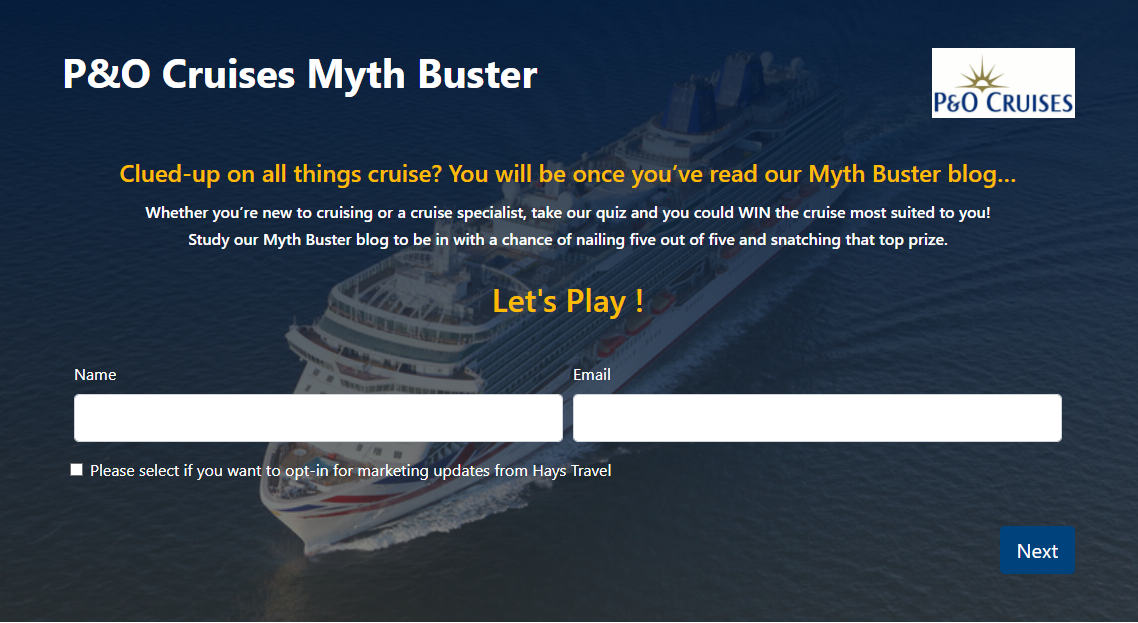 P&O Cruises Myth Buster
P&O CRUISES
Clued-up on all things cruise? You will be once you’ve read our Myth Buster blog...
Whether you’re new to cruising or a cruise specialist, take our quiz and you could WIN the cruise most suited to you!
Study our Myth Buster blog to be in with a chance of nailing five out of five and snatching that top prize.
Let's Play !
Name
Email
Please select if you want to opt-in for marketing updates from Hays Travel
Next